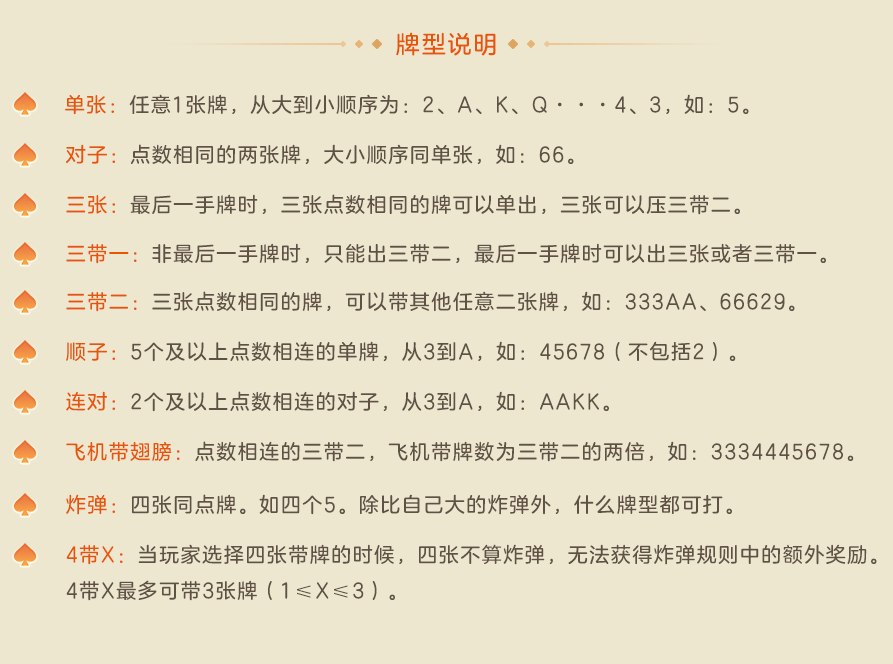 牌型说明
单张：任意1张牌，从大到小顺序为：2、A、K、Q···4、3，如：5。
对子：点数相同的两张牌，大小顺序同单张，如：66。
三张：最后一手牌时，三张点数相同的牌可以单出，三张可以压三带二。
三带一：非最后一手牌时，只能出三带二，最后一手牌时可以出三张或者三带一。
三带二：三张点数相同的牌，可以带其他任意二张牌，如：333AA、66629。
顺子：5个及以上点数相连的单牌，从3到A，如：45678（不包括2）。
连对：2个及以上点数相连的对子，从3到A，如：AAKK。
飞机带翅膀：点数相连的三带二，飞机带牌数为三带二的两倍，如：3334445678。
炸弹：四张同点牌。如四个5。除比自己大的炸弹外，什么牌型都可打。
4带X：当玩家选择四张带牌的时候，四张不算炸弹，无法获得炸弹规则中的额外奖励。
4带X最多可带3张牌（1≤X≤3）。